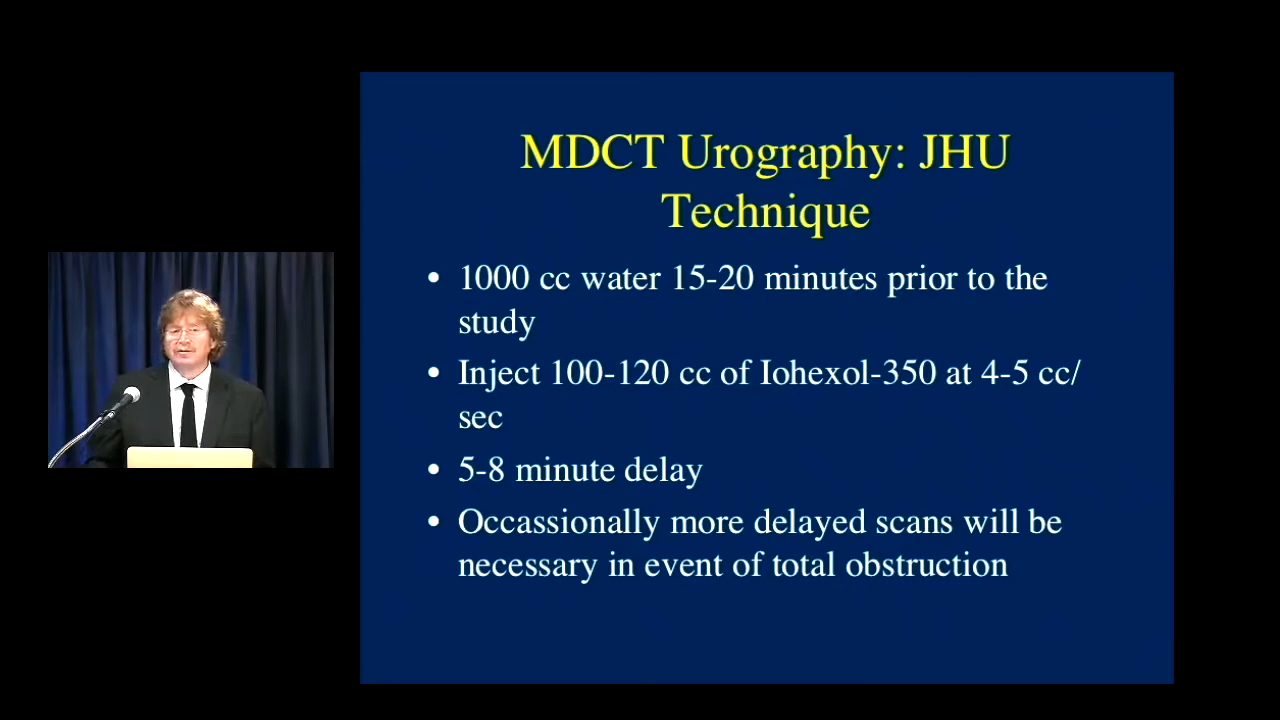 MDCT Urography: JHU
Technique
• 1000 cc water 15-20 minutes prior to the
study
• Inject 100-120 cc of Iohexol-350 at 4-5 cc/
sec
• 5-8 minute delay
• Occassionally more delayed scans will be
necessary in event of total obstruction